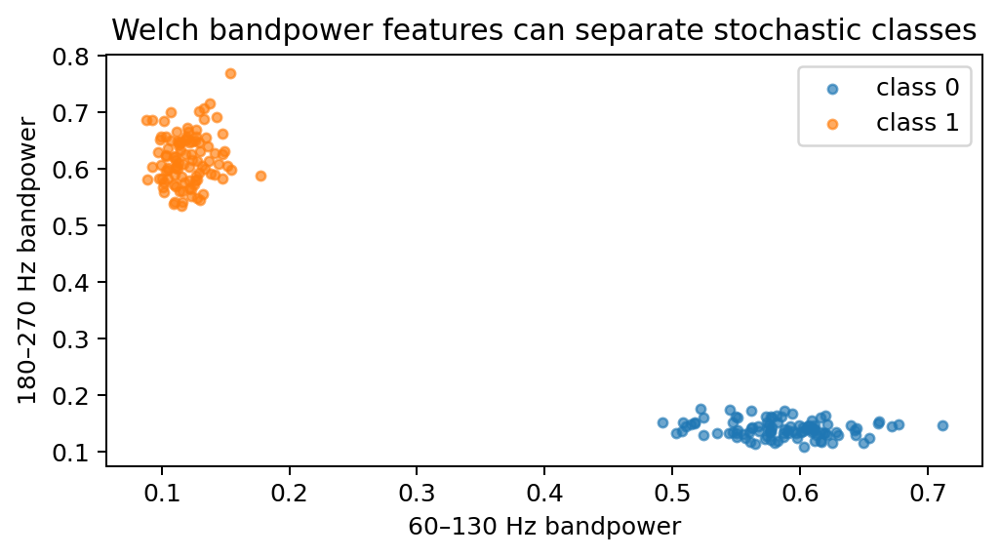 Welch bandpower features can separate stochastic classes
180–270 Hz bandpower
0.8
0.7
0.6
0.5
0.4
0.3
0.2
0.1
class 0
class 1
0.1 0.2 0.3 0.4 0.5 0.6 0.7
60–130 Hz bandpower